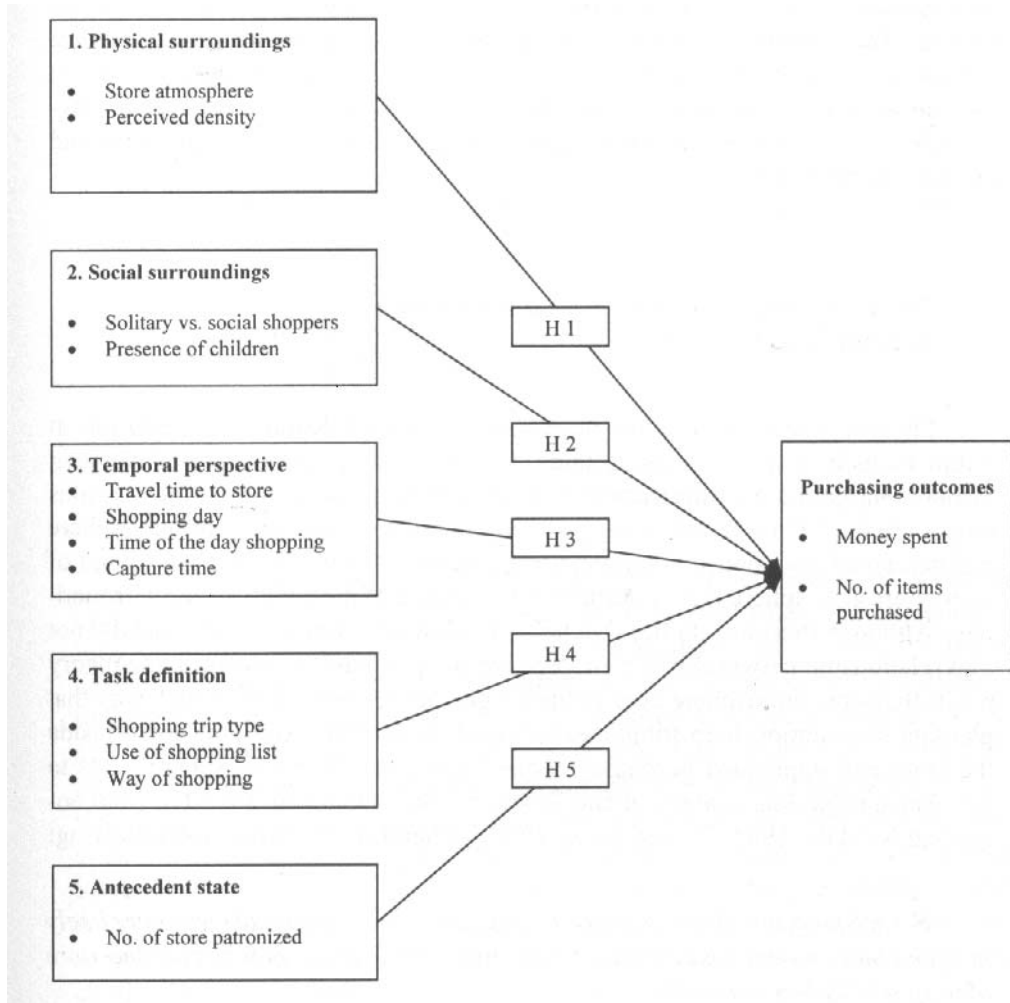 1. Physical surroundings
• Store atmosphere
• Perceived density
2. Social surroundings
• Solitary vs. social shoppers
• Presence of children
3. Temporal perspective
• Travel time to store
• Shopping day
• Time of the day shopping
• Capture time
4. Task definition
• Shopping trip type
• Use of shopping list
• Way of shopping
5. Antecedent state
• No. of store patronized
H 1
H 2
H 3
H 4
H 5
Purchasing outcomes
• Money spent
• No. of items
purchased